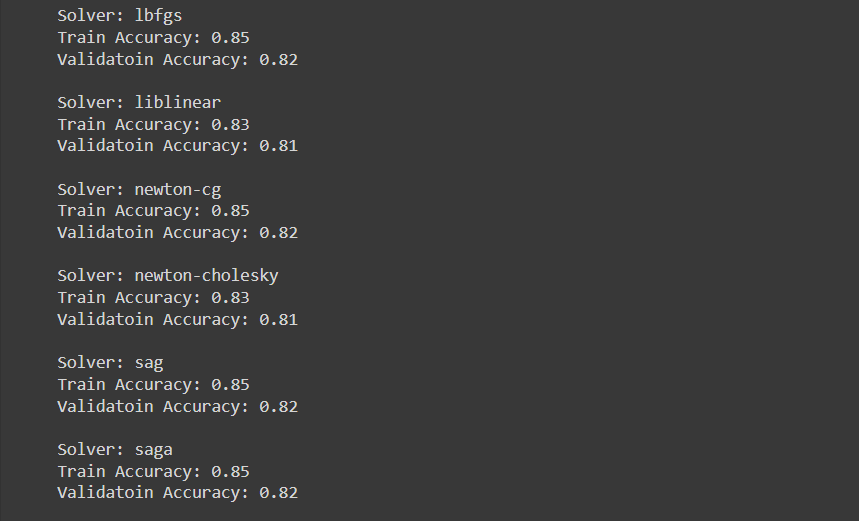 Solver: lbfgs
Train Accuracy: 0.85
Validatoin Accuracy: 0.82
Solver: liblinear
Train Accuracy: 0.83
Validatoin Accuracy: 0.81
Solver: newton-cg
Train Accuracy: 0.85
Validatoin Accuracy: 0.82
Solver: newton-cholesky
Train Accuracy: 0.83
Validatoin Accuracy: 0.81
Solver: sag
Train Accuracy: 0.85
Validatoin Accuracy: 0.82
Solver: saga
Train Accuracy: 0.85
Validatoin Accuracy: 0.82